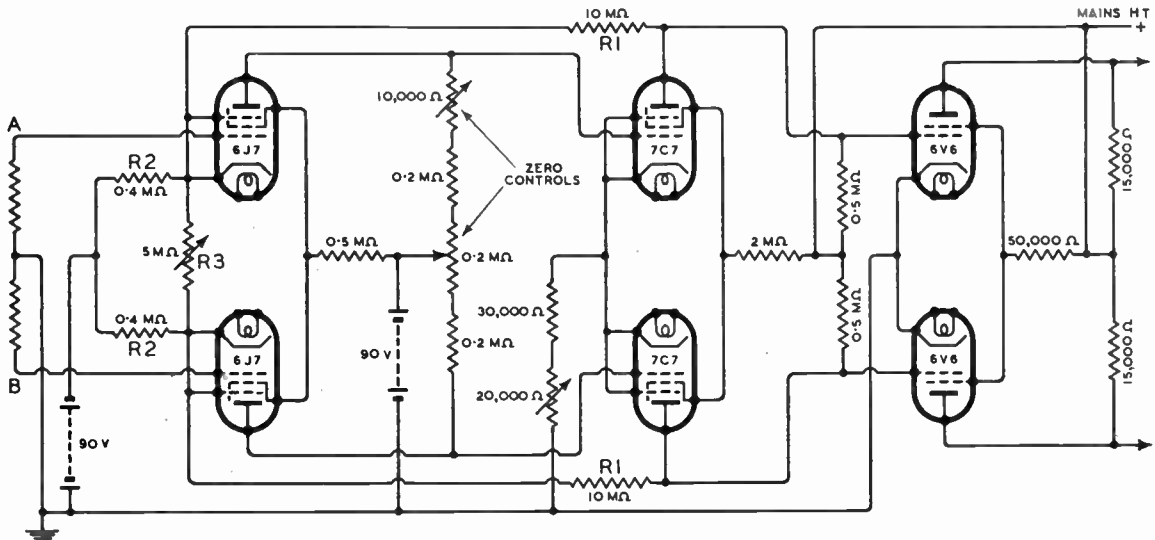 10 MΩ
R1
MAINS HT
+
A
10,000 Ω
6J7
7C7
6V6
R2
0·4 MΩ
ZERO
CONTROLS
0·2 MΩ
0·5 MΩ
15,000 Ω
5 MΩ
R3
0·5 MΩ
0·2 MΩ
2 MΩ
50,000 Ω
0·4 MΩ
R2
30,000 Ω
0·5 MΩ
90 V
0·2 MΩ
6J7
7C7
6V6
15,000 Ω
B
20,000 Ω
90 V
R1
10 MΩ